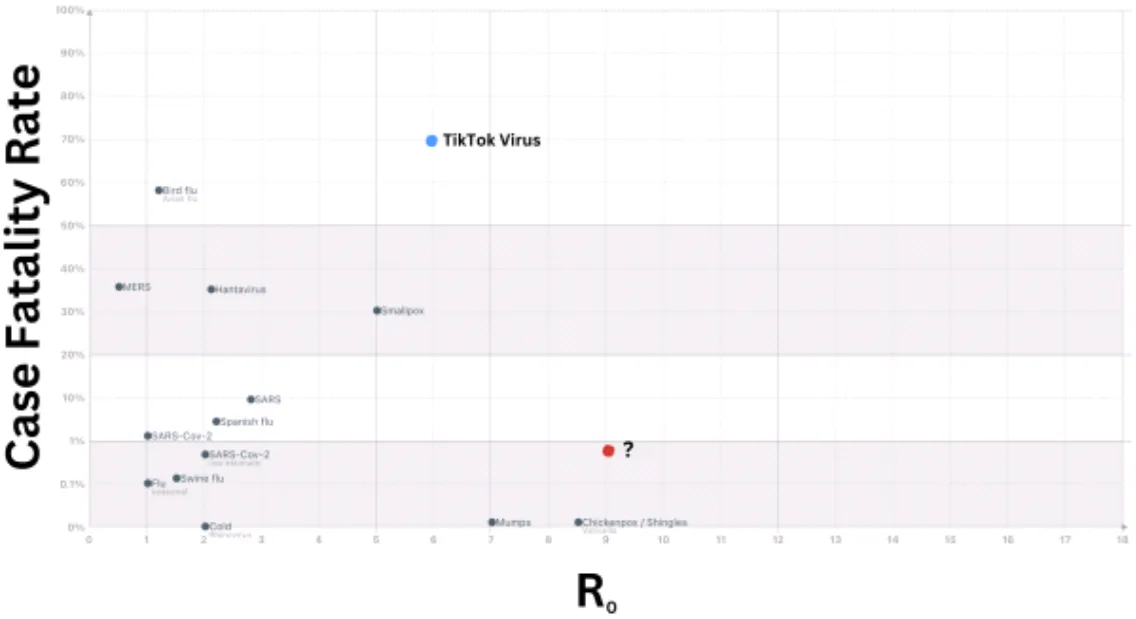 Case Fatality Rate
100%
90%
80%
70%
TikTok Virus
60%
Bird flu
50%
40%
MERS
Hantavirus
30%
Smallpox
20%
10%
SARS
Spanish flu
SARS-Cov-2
1%
?
SARS-Cov-2
Swine flu
0.1%
Flu
seasonal
Mumps
Chickenpox / Shingles
Varicella
0%
Cold
0 1 2 3 4 5 6 7 8 9 10 11 12 13 14 15 16 17 18
R₀